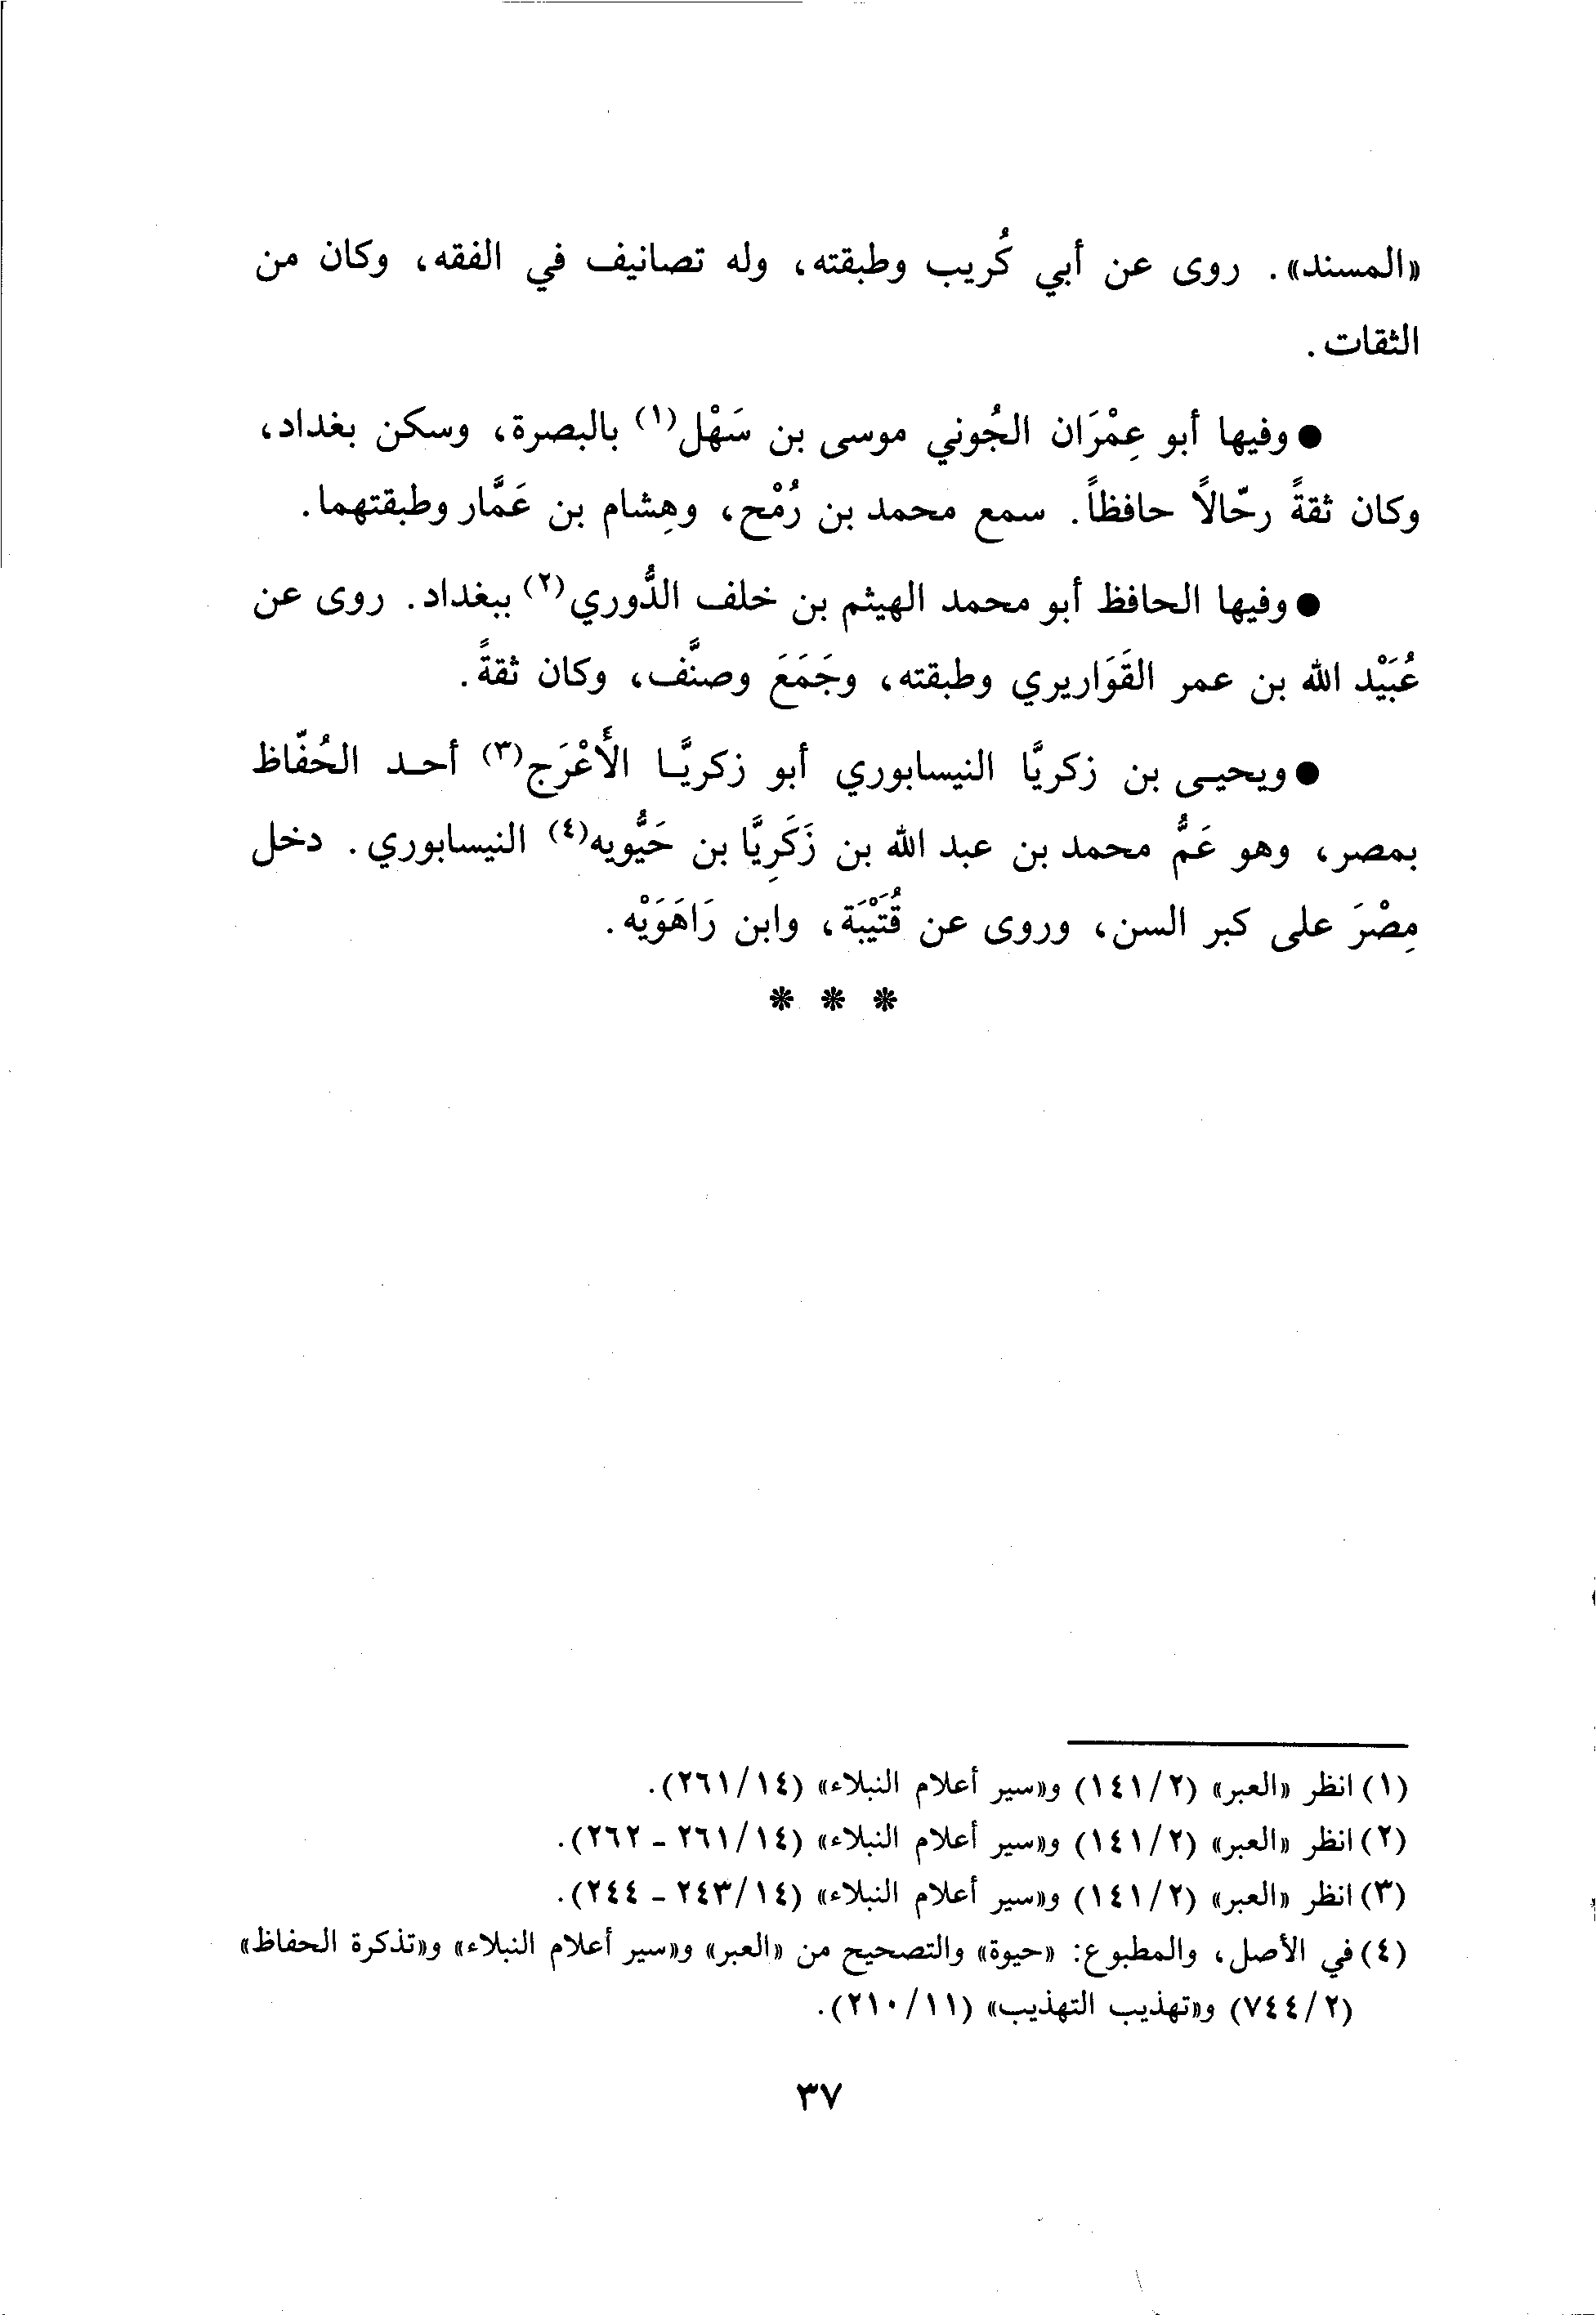 «المسند». روى عن أبي كُريب وطبقته، وله تصانيف في الفقه، وكان من
الثقات.
● وفيها أبو عِمْرَان الجُوني موسى بن سَهْل(١) بالبصرة، وسكن بغداد،
وكان ثقةً رحّالاً حافظاً. سمع محمد بن رُمْح، وهِشام بن عَمَّار وطبقتهما.
● وفيها الحافظ أبو محمد الهيثم بن خلف الدُّوري(٢) ببغداد. روى عن
عُبَيْد الله بن عمر القَوَاريري وطبقته، وجَمَعَ وصنَّف، وكان ثقةً.
● ويحيـى بن زكريَّا النيسابوري أبو زكريَّـا الأَعْرَج(٣) أحـد الحُفّاظ
بمصر، وهو عَمُّ محمد بن عبد الله بن زَكَرِيَّا بن حَيُّويه(٤) النيسابوري. دخل
مِصْرَ على كبر السن، وروى عن قُتَيْبَة، وابن رَاهَوَيْه.
* * *
(١) انظر «العبر» (١٤١/٢) و«سير أعلام النبلاء» (٢٦١/١٤).
(٢) انظر «العبر» (١٤١/٢) و«سير أعلام النبلاء» (٢٦١/١٤ - ٢٦٢).
(٣) انظر «العبر» (١٤١/٢) و«سير أعلام النبلاء» (٢٤٣/١٤ - ٢٤٤).
(٤) في الأصل، والمطبوع: «حيوة» والتصحيح من «العبر» و«سير أعلام النبلاء» و«تذكرة الحفاظ»
(٧٤٤/٢) و«تهذيب التهذيب» (٢١٠/١١).
٣٧